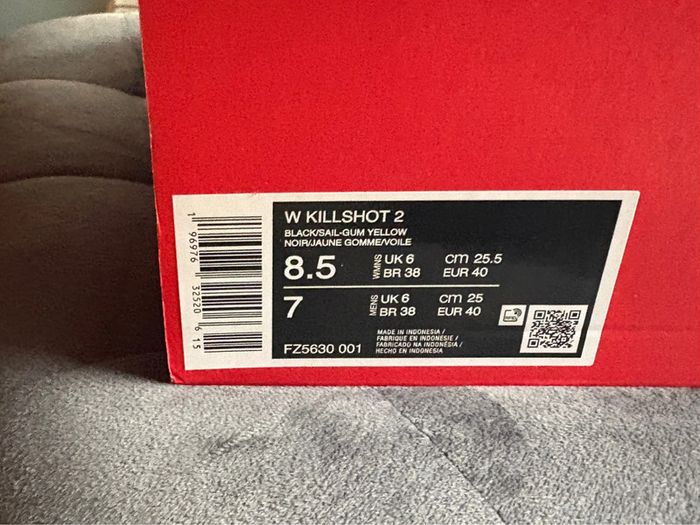 W KILLSHOT 2
BLACK/SAIL-GUM YELLOW
NOIR/JAUNE GOMME/VOILE
8.5 WMNS UK 6 cm 25.5
BR 38 EUR 40
7 MENS UK 6 cm 25
BR 38 EUR 40
MADE IN INDONESIA/
FABRIQUE EN INDONÉSIE/
FABRICADO NA INDONÉSIA/
HECHO EN INDONESIA
FZ5630 001
1 96976 32520 6 15